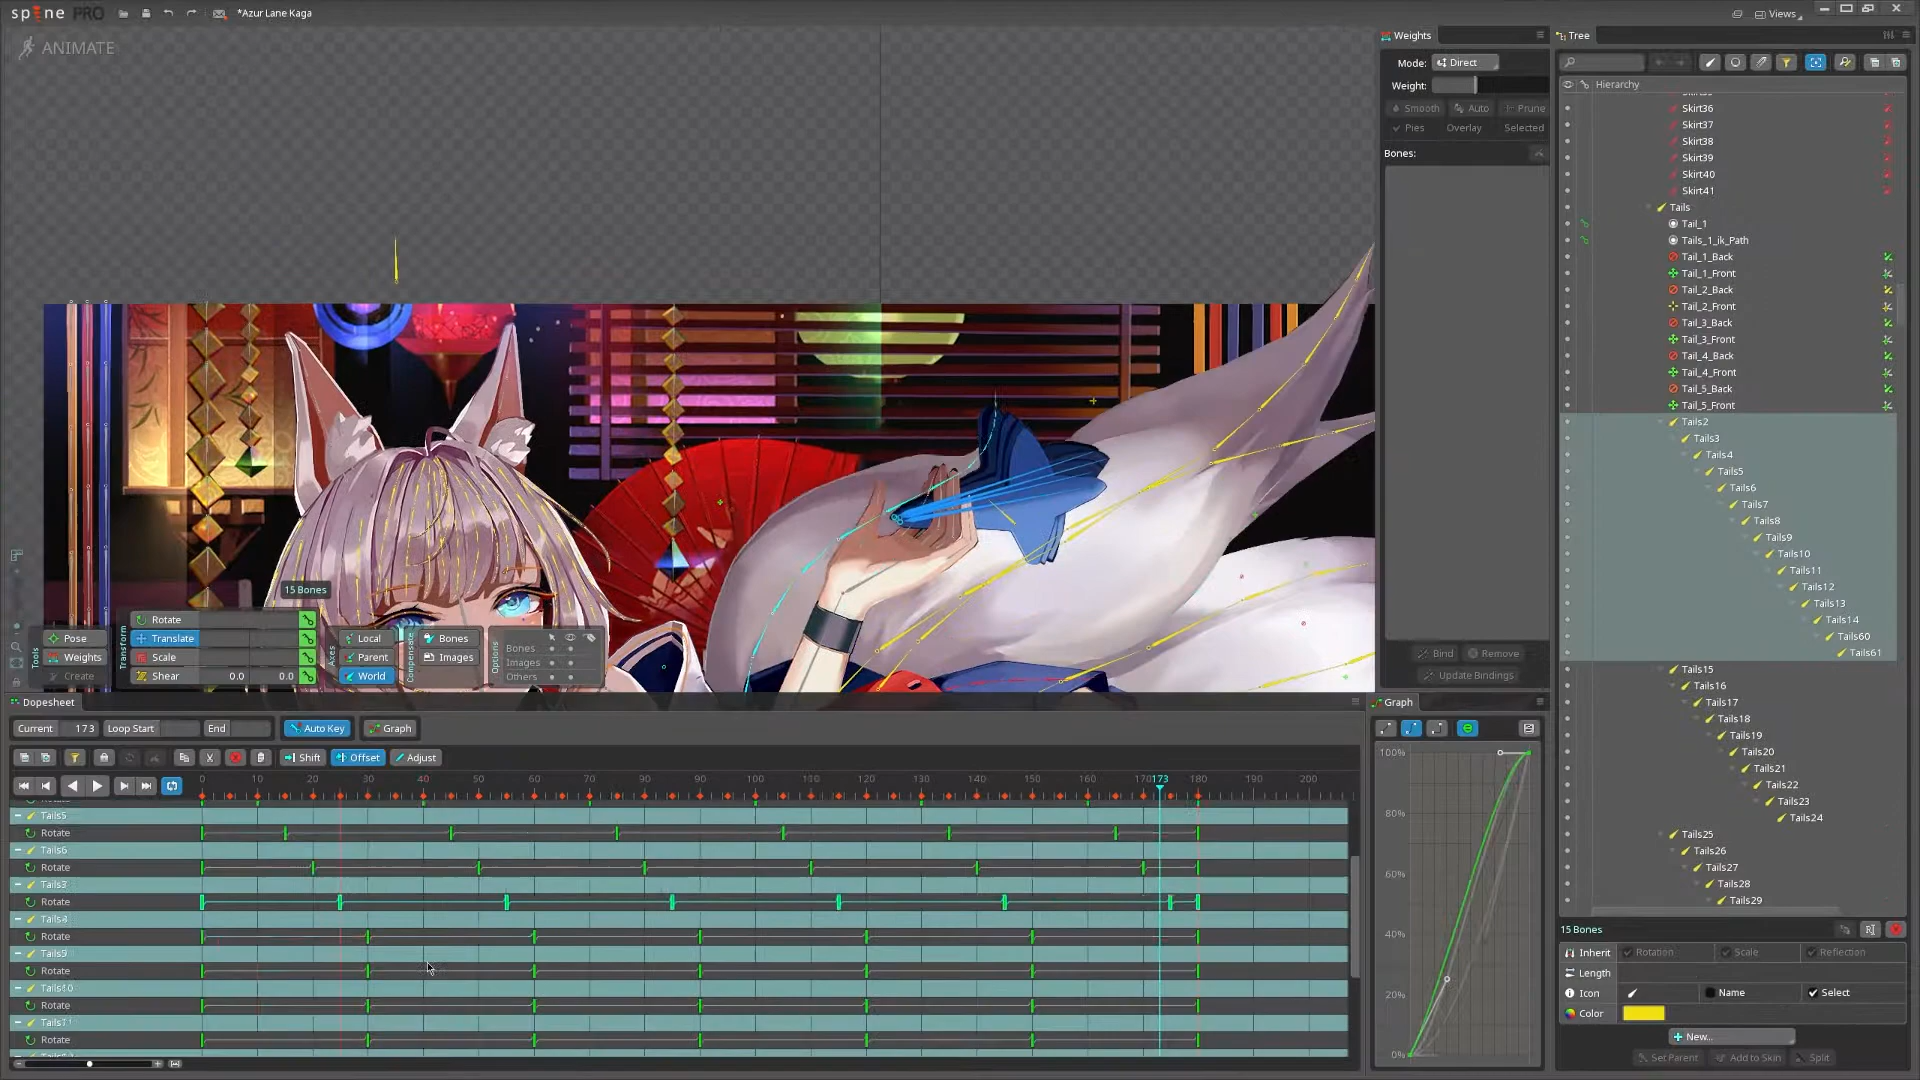 spine PRO
*Azur Lane Kaga
Views
ANIMATE
Weights
Mode: Direct
Weight:
Smooth Auto Prune
Pies Overlay Selected
Bones:
Bind Remove
Update Bindings
Tree
Hierarchy
Skirt36
Skirt37
Skirt38
Skirt39
Skirt40
Skirt41
Tails
Tail_1
Tails_1_ik_Path
Tail_1_Back
Tail_1_Front
Tail_2_Back
Tail_2_Front
Tail_3_Back
Tail_3_Front
Tail_4_Back
Tail_4_Front
Tail_5_Back
Tail_5_Front
Tails2
Tails3
Tails4
Tails5
Tails6
Tails7
Tails8
Tails9
Tails10
Tails11
Tails12
Tails13
Tails14
Tails60
Tails61
Tails15
Tails16
Tails17
Tails18
Tails19
Tails20
Tails21
Tails22
Tails23
Tails24
Tails25
Tails26
Tails27
Tails28
Tails29
15 Bones
Inherit Rotation Scale Reflection
Length
Icon Name Select
Color
New...
Set Parent Add to Skin Split
15 Bones
Tools
Pose
Weights
Create
Transform
Rotate
Translate
Scale
Shear 0.0 0.0
Axes
Local
Parent
World
Compensate
Bones
Images
Options
Bones
Images
Others
Dopesheet
Current 173 Loop Start End Auto Key Graph
Shift Offset Adjust
0 10 20 30 40 50 60 70 80 90 100 110 120 130 140 150 160 170 173 180 190 200
Tails5
Rotate
Tails6
Rotate
Rotate
Rotate
Tails9
Rotate
Tails10
Rotate
Tails11
Rotate
Graph
100%
80%
60%
40%
20%
0%